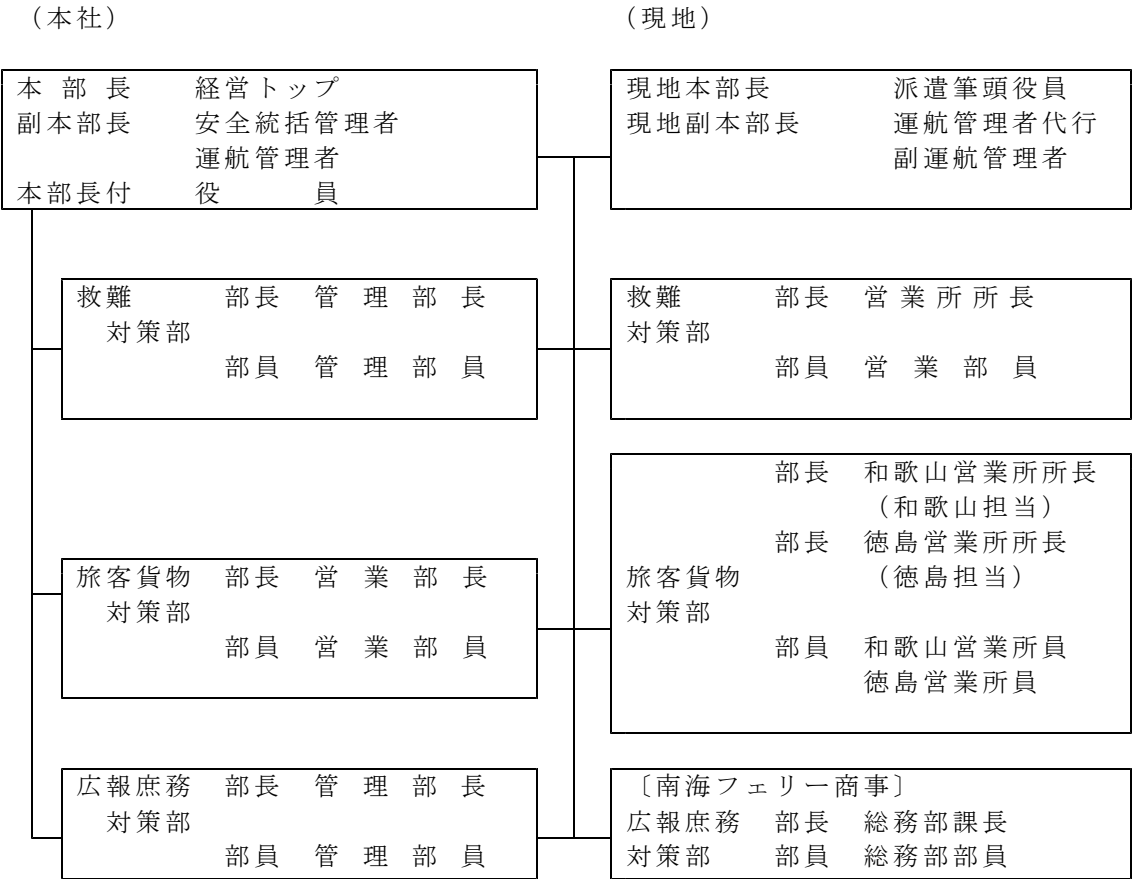 （本社）
（現地）
本部長 経営トップ
副本部長 安全統括管理者
運航管理者
本部長付 役員
現地本部長 派遣筆頭役員
現地副本部長 運航管理者代行
副運航管理者
救難 部長 管理部長
対策部
部員 管理部員
救難 部長 営業所所長
対策部
部員 営業部員
旅客貨物 部長 営業部長
対策部
部員 営業部員
部長 和歌山営業所所長
（和歌山担当）
部長 徳島営業所所長
旅客貨物 （徳島担当）
対策部
部員 和歌山営業所員
徳島営業所員
広報庶務 部長 管理部長
対策部
部員 管理部員
〔南海フェリー商事〕
広報庶務 部長 総務部課長
対策部 部員 総務部部員